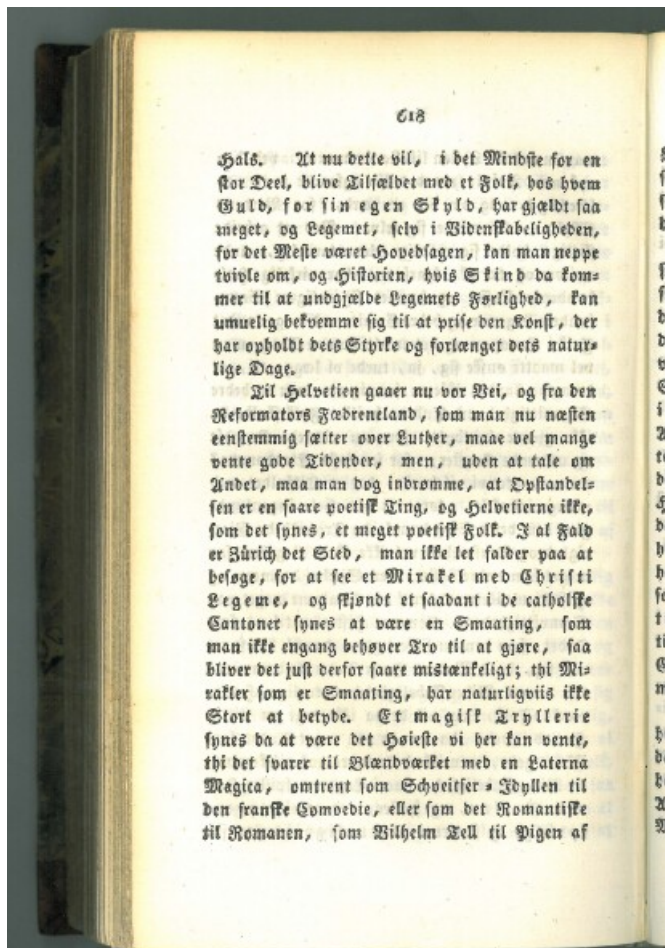 618
Hals. At nu dette vil, i det Mindste for en
stor Deel, blive Tilfældet med et Folk, hos hvem
Guld, for sin egen Skyld, har gjældt saa
meget, og Legemet, selv i Videnskabeligheden,
for det Meste været Hovedsagen, kan man neppe
tvivle om, og Historien, hvis Skind da kom=
mer til at undgjælde Legemets Førlighed, kan
umuelig beqvemme sig til at prise den Konst, der
har opholdt dets Styrke og forlænget dets natur=
lige Dage.
Til Helvetien gaaer nu vor Vei, og fra den
Reformators Fædreneland, som man nu næsten
eenstemmig sætter over Luther, maae vel mange
vente gode Tidender, men, uden at tale om
Andet, maa man dog indrømme, at Opstandel=
sen er en saare poetisk Ting, og Helvetierne ikke,
som det synes, et meget poetisk Folk. I al Fald
er Zürich det Sted, man ikke let falder paa at
besøge, for at see et Mirakel med Christi
Legeme, og skjøndt et saadant i de catholske
Cantoner synes at være en Smaating, som
man ikke engang behøver Tro til at gjøre, saa
bliver det just derfor saare mistænkeligt; thi Mi=
rakler som er Smaating, har naturligviis ikke
Stort at betyde. Et magisk Tryllerie
synes da at være det Høieste vi her kan vente,
thi det svarer til Blændværket med en Laterna
Magica, omtrent som Schveitser=Idyllen til
den franske Comoedie, eller som det Romantiske
til Romanen, som Vilhelm Tell til Pigen af